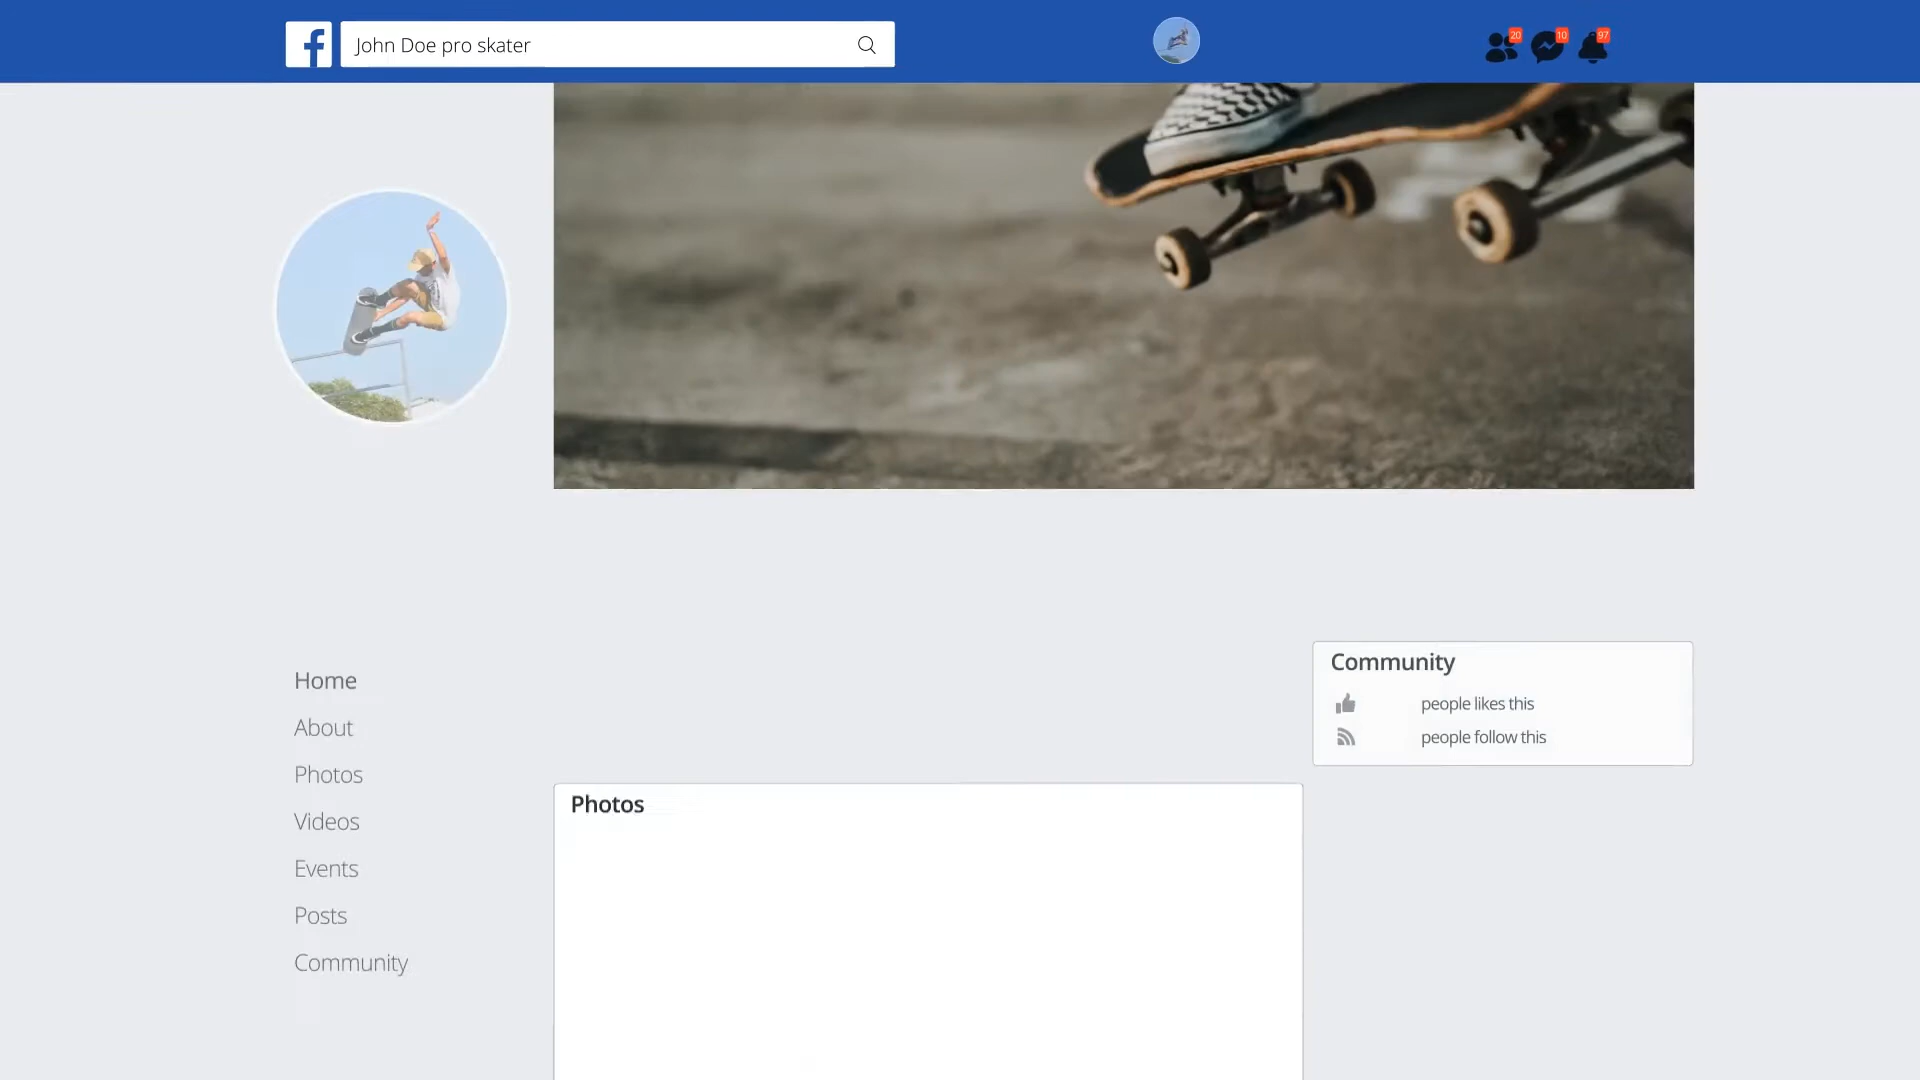 John Doe pro skater
20
10
97
Home
About
Photos
Videos
Events
Posts
Community
Community
people likes this
people follow this
Photos